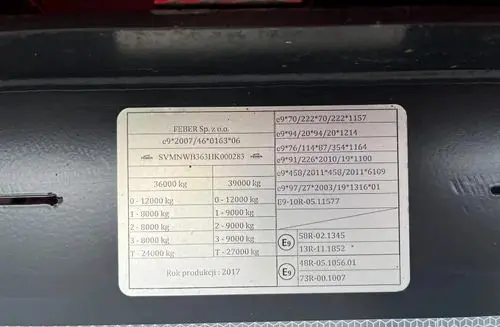 FEBER Sp. z o.o.
e9*2007/46*0163*06
SVMNWB363HK000283
36000 kg 39000 kg
0 - 12000 kg 0 - 12000 kg
1 - 8000 kg 1 - 9000 kg
2 - 8000 kg 2 - 9000 kg
3 - 8000 kg 3 - 9000 kg
T - 24000 kg T - 27000 kg
Rok produkcji : 2017
e9*70/222*70/222*1157
e9*94/20*94/20*1214
e9*76/114*87/354*1164
e9*91/226*2010/19*1100
e9*458/2011*458/2011*6109
e9*97/27*2003/19*1316*01
E9-10R-05.11577
E9 58R-02.1345
13R-11.1852
E9 48R-05.1056.01
73R-00.1007